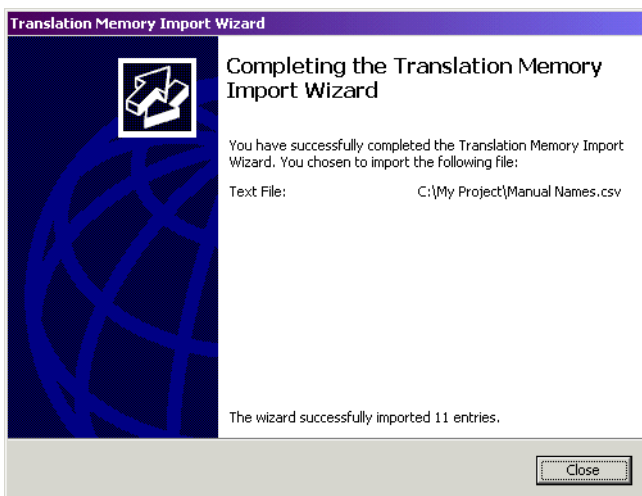 Translation Memory Import Wizard
Completing the Translation Memory
Import Wizard
You have successfully completed the Translation Memory Import
Wizard. You chosen to import the following file:
Text File: C:\My Project\Manual Names.csv
The wizard successfully imported 11 entries.
Close